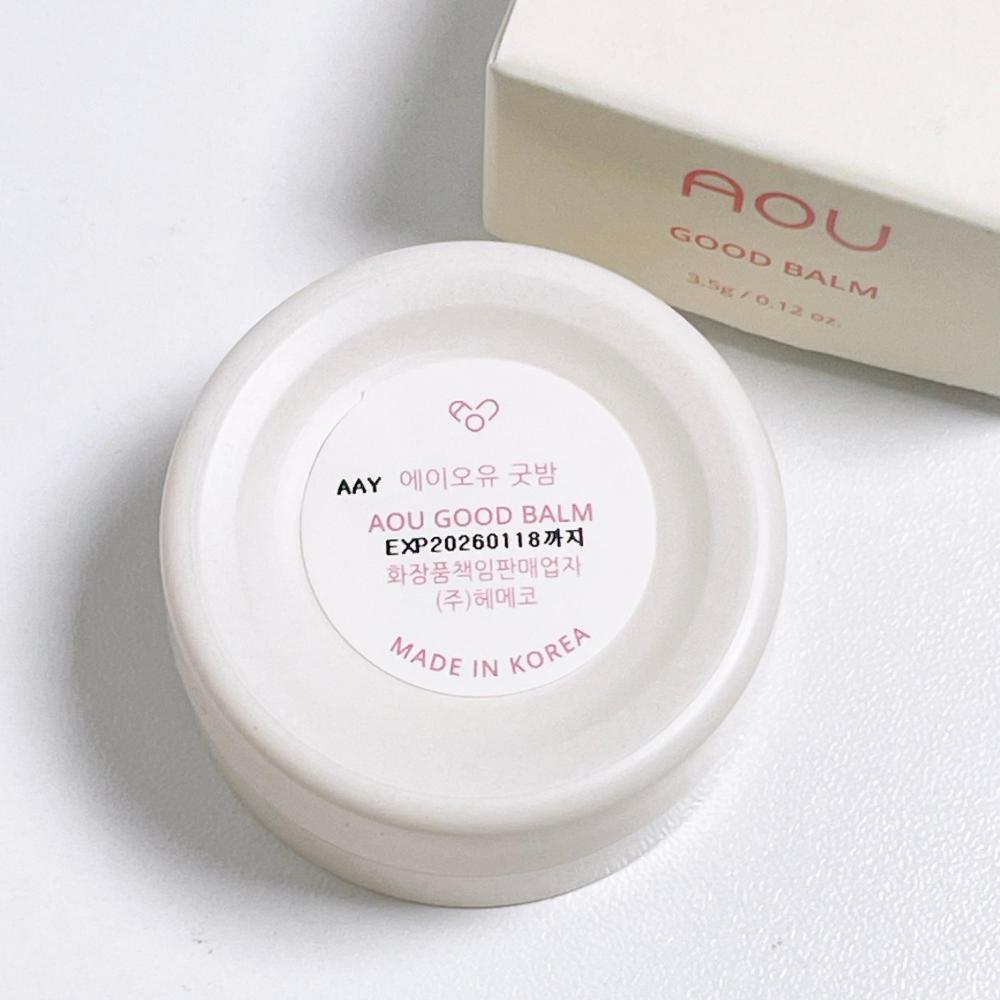 AOU
GOOD BALM
3.5g / 0.12 oz.
AAY 에이오유 굿밤
AOU GOOD BALM
EXP20260118까지
화장품책임판매업자
(주)헤메코
MADE IN KOREA